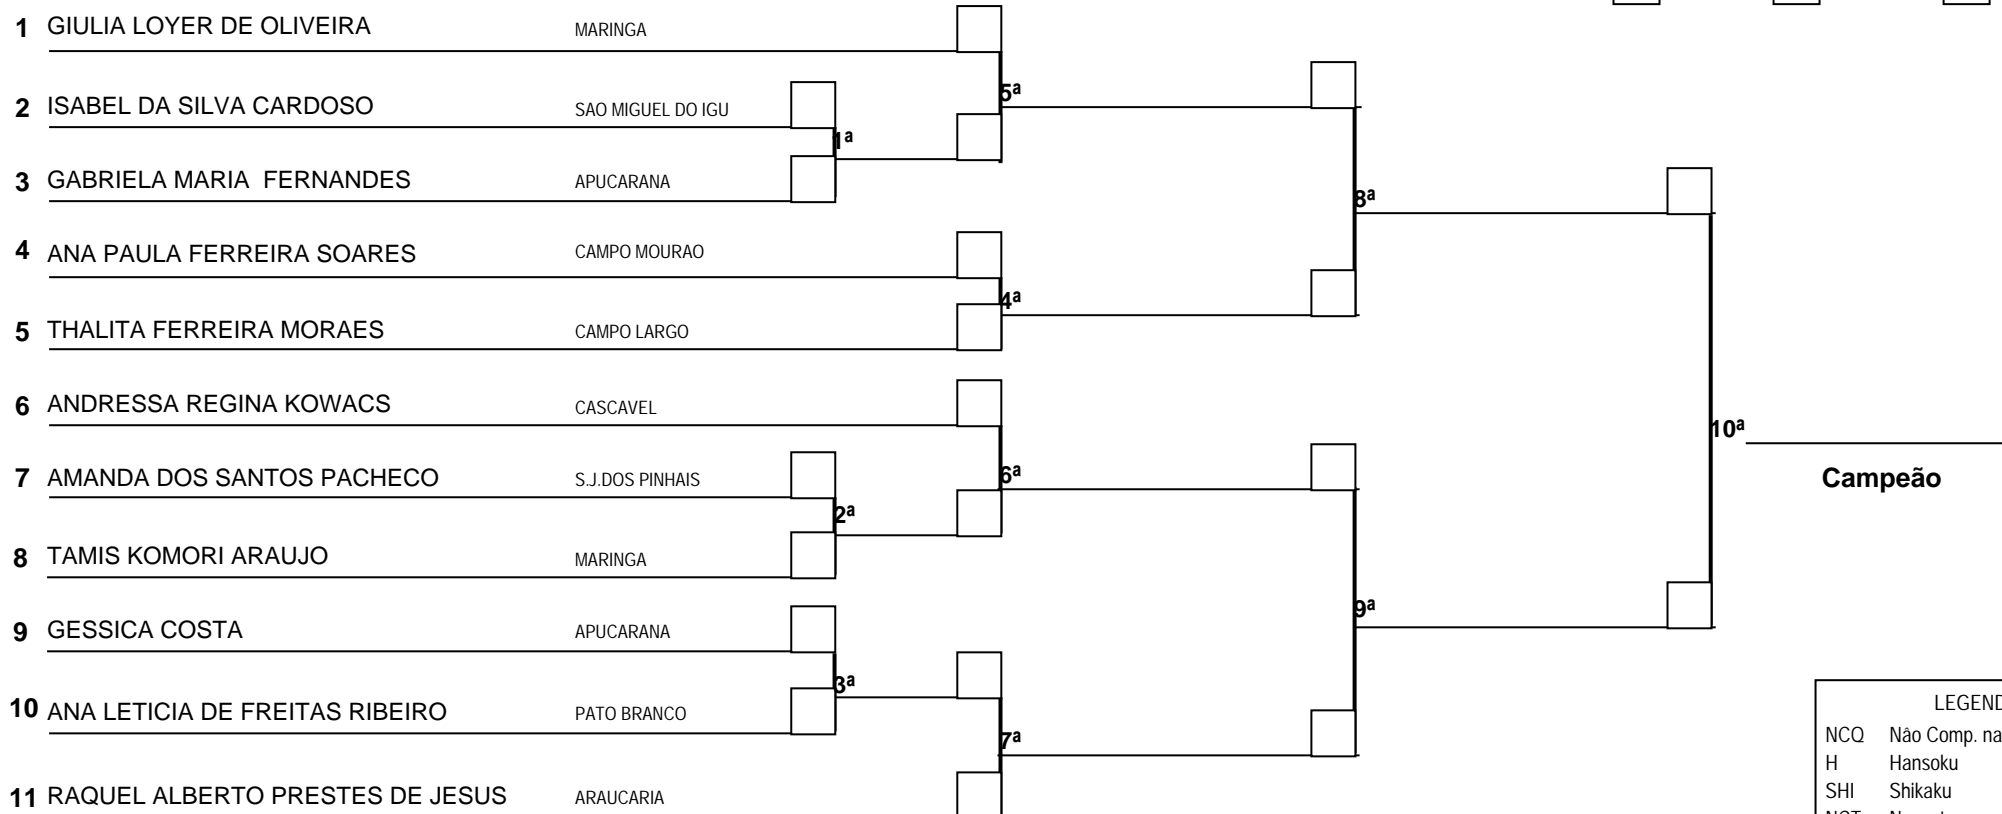 1 GIULIA LOYER DE OLIVEIRA MARINGA
5ª
2 ISABEL DA SILVA CARDOSO SAO MIGUEL DO IGU
1ª
3 GABRIELA MARIA FERNANDES APUCARANA
8ª
4 ANA PAULA FERREIRA SOARES CAMPO MOURAO
4ª
5 THALITA FERREIRA MORAES CAMPO LARGO
6 ANDRESSA REGINA KOWACS CASCAVEL
10ª
7 AMANDA DOS SANTOS PACHECO S.J.DOS PINHAIS
6ª
Campeão
2ª
8 TAMIS KOMORI ARAUJO MARINGA
9ª
9 GESSICA COSTA APUCARANA
3ª
10 ANA LETICIA DE FREITAS RIBEIRO PATO BRANCO
7ª
11 RAQUEL ALBERTO PRESTES DE JESUS ARAUCARIA
LEGEND
NCQ Não Comp. na
H Hansoku
SHI Shikaku